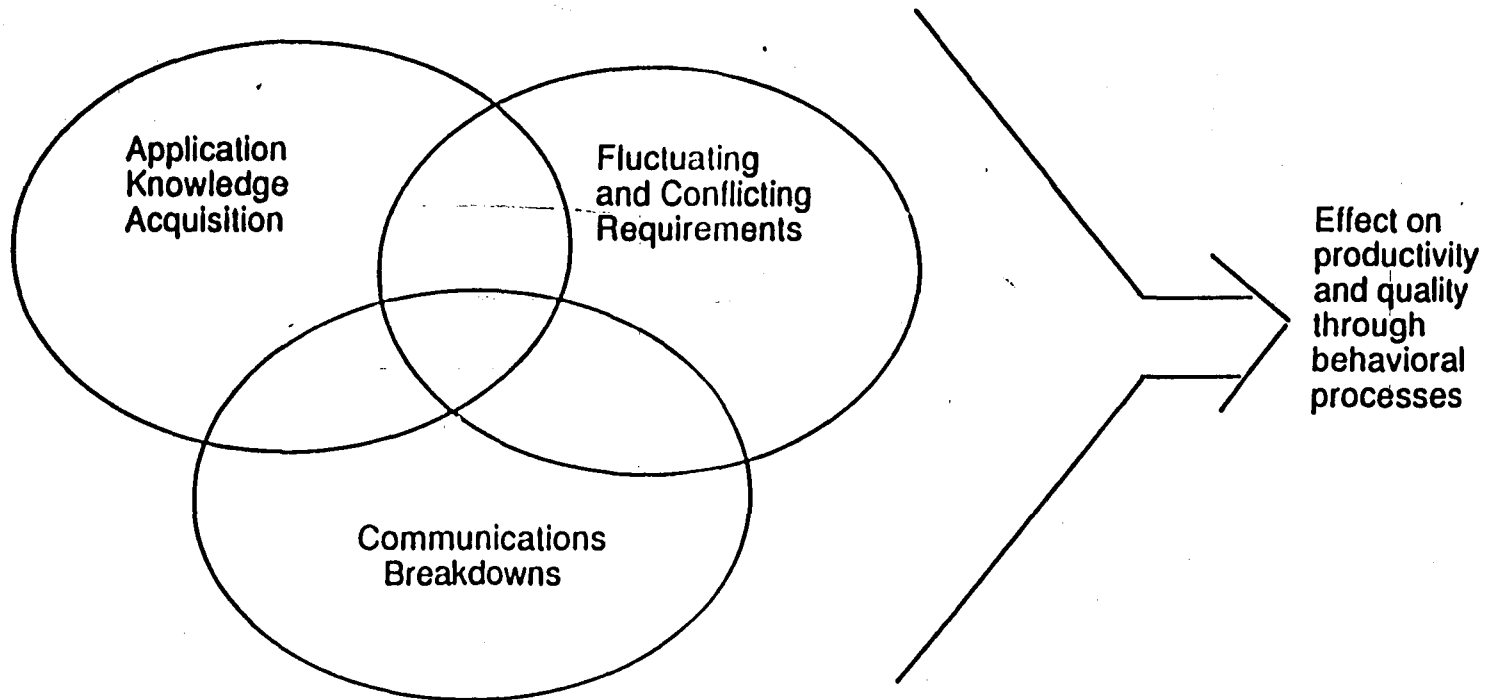 Application
Knowledge
Acquisition
Fluctuating
and Conflicting
Requirements
Communications
Breakdowns
Effect on
productivity
and quality
through
behavioral
processes